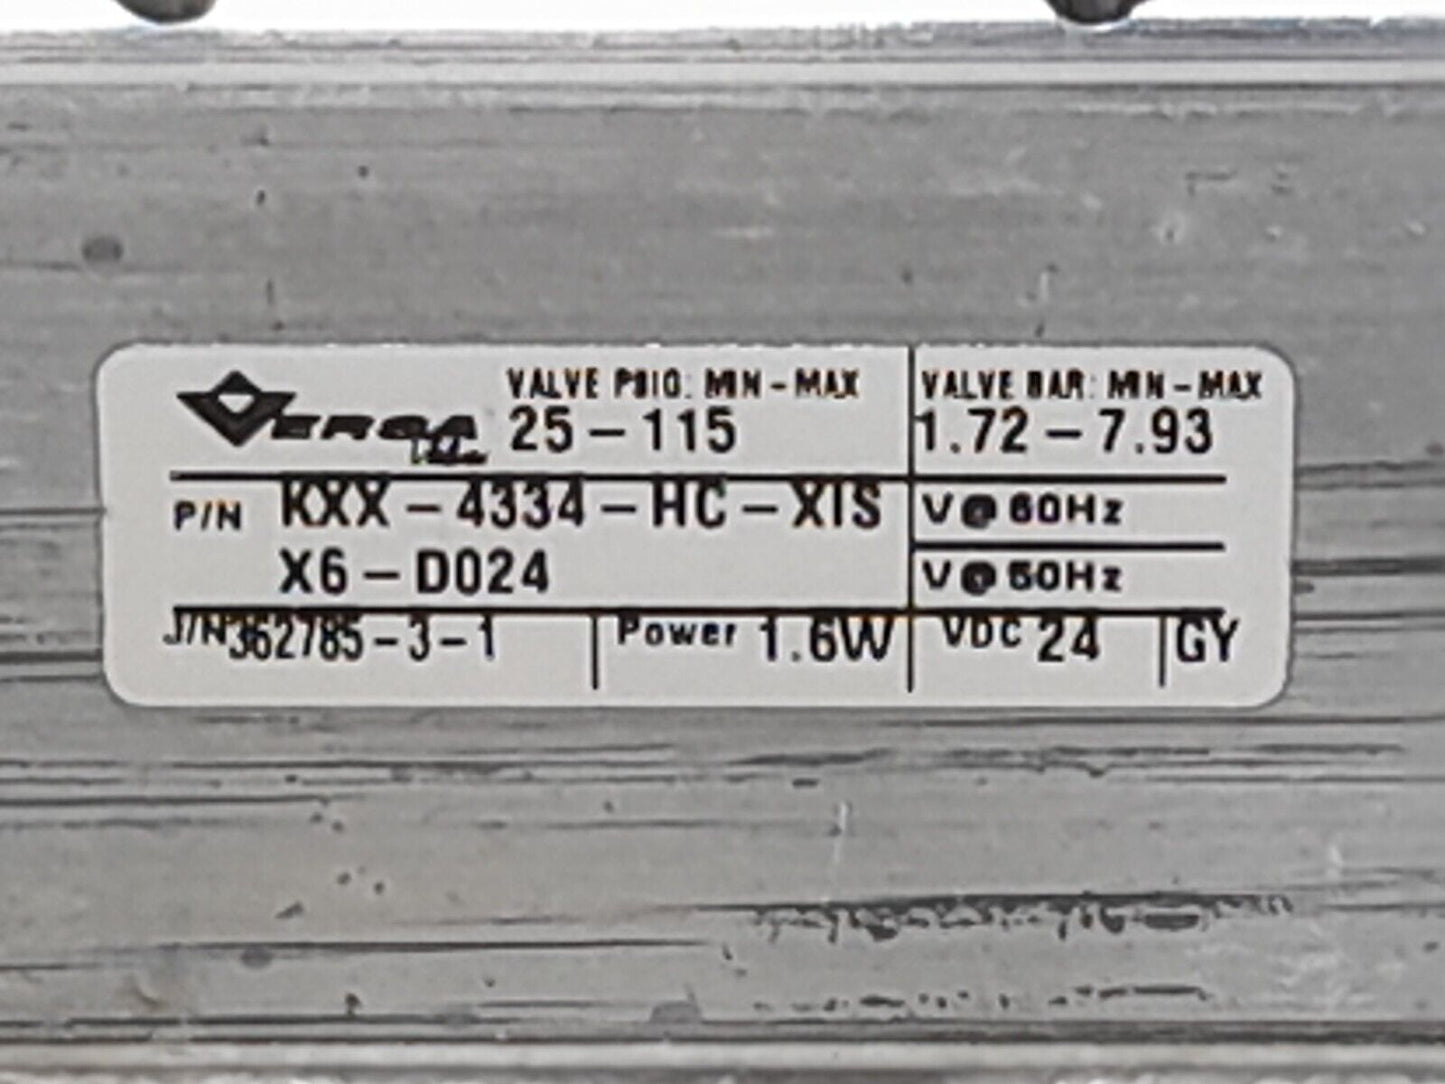 VERSA VALVE PSIG: MIN - MAX VALVE BAR: MIN - MAX
25 - 115 1.72 - 7.93
P/N KXX - 4334 - HC - XIS V@60Hz
X6 - D024 V@50Hz
J/N 362785 - 3 - 1 Power 1.6W VDC 24 GY